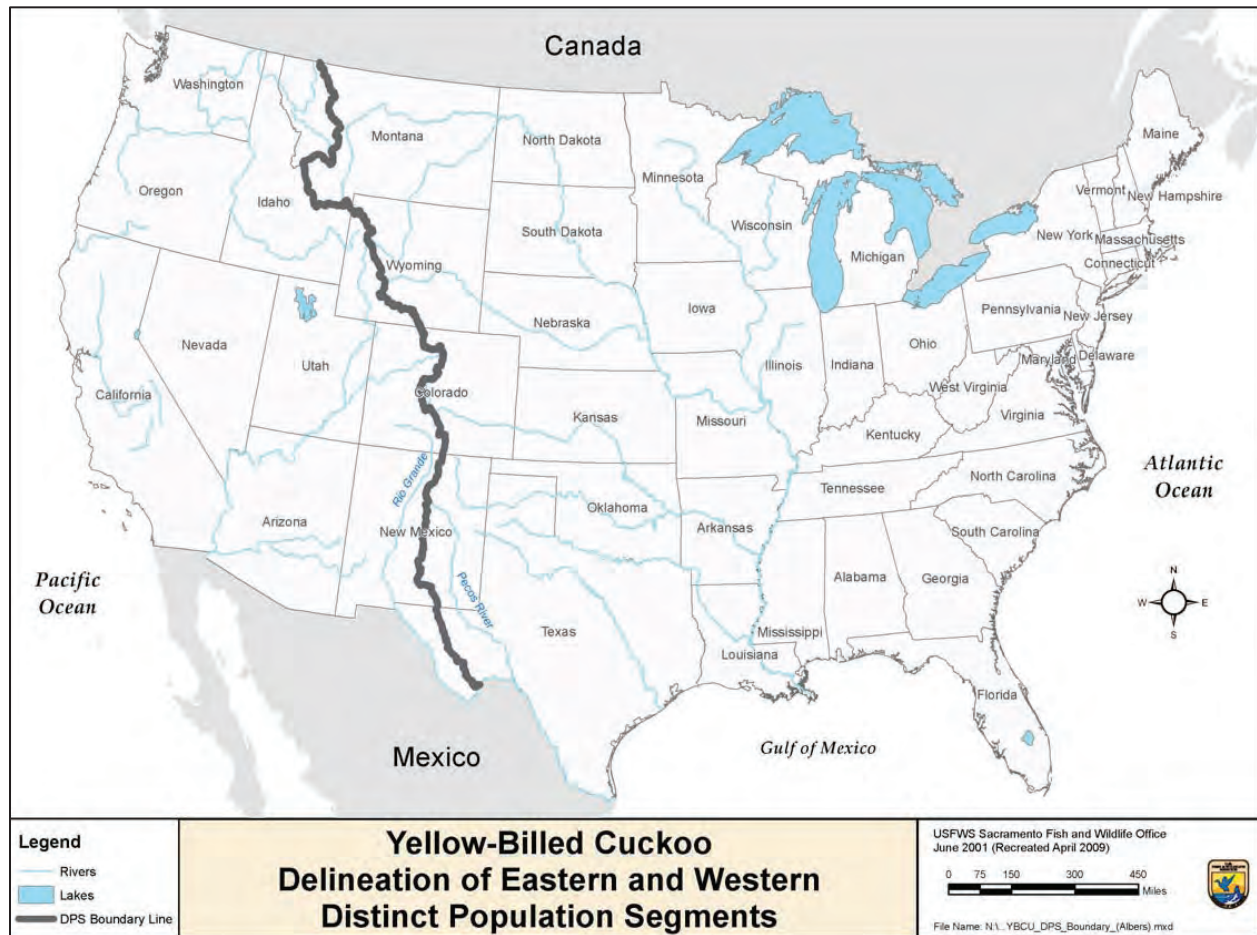 Canada
Washington
Montana
North Dakota
Minnesota
Maine
Oregon
Idaho
Vermont
New Hampshire
South Dakota
Wisconsin
New York
Massachusetts
Wyoming
Michigan
Connecticut
Iowa
Pennsylvania
Nebraska
New Jersey
Nevada
Utah
Illinois
Indiana
Ohio
Maryland
Delaware
California
Colorado
Kansas
Missouri
West Virginia
Virginia
Kentucky
Rio Grande
Atlantic
Ocean
North Carolina
Tennessee
Arizona
New Mexico
Oklahoma
Arkansas
South Carolina
Pacific
Ocean
Pecos River
Texas
Alabama
Georgia
Mississippi
Louisiana
N
W
E
S
Florida
Mexico
Gulf of Mexico
Legend
Rivers
Lakes
DPS Boundary Line
Yellow-Billed Cuckoo
Delineation of Eastern and Western
Distinct Population Segments
USFWS Sacramento Fish and Wildlife Office
June 2001 (Recreated April 2009)
0 75 150 300 450
Miles
File Name: N:\...YBCU_DPS_Boundary_(Albers).mxd